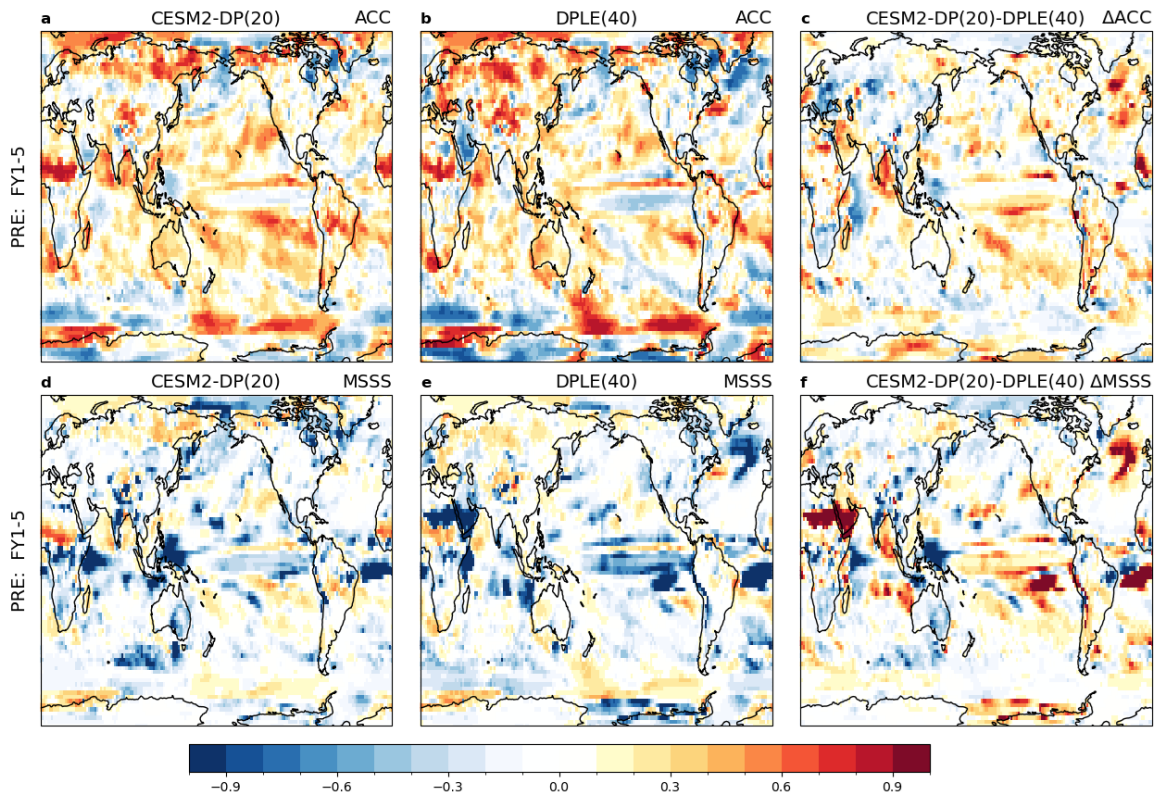 a CESM2-DP(20) ACC
b DPLE(40) ACC
c CESM2-DP(20)-DPLE(40) ΔACC
PRE: FY1-5
d CESM2-DP(20) MSSS
e DPLE(40) MSSS
f CESM2-DP(20)-DPLE(40) ΔMSSS
PRE: FY1-5
−0.9 −0.6 −0.3 0.0 0.3 0.6 0.9